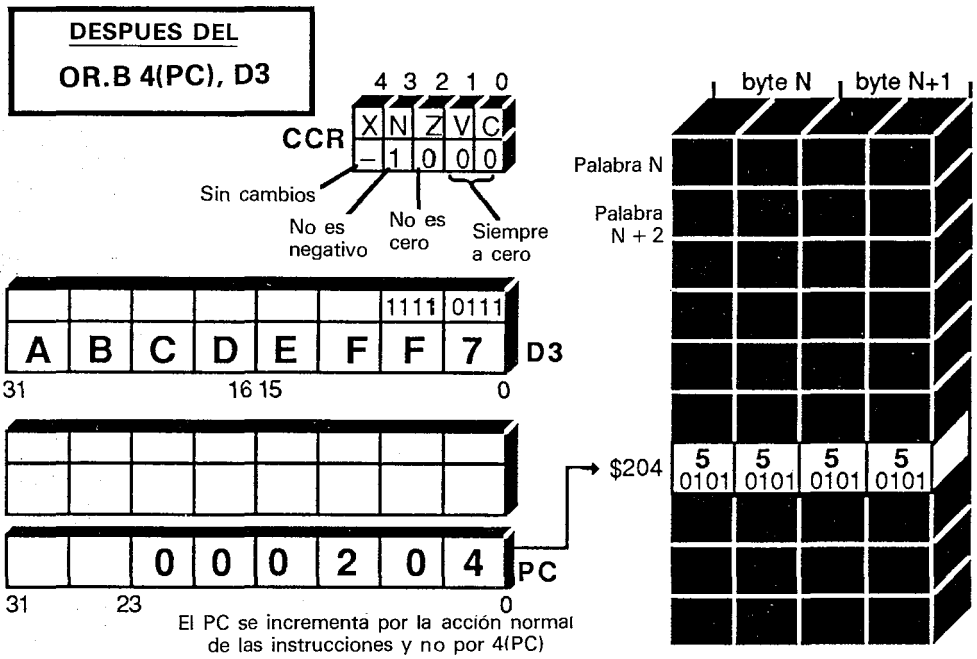 DESPUES DEL
OR.B 4(PC), D3
4 3 2 1 0
CCR
X N Z V C
– 1 0 0 0
Sin cambios
No es
negativo
No es
cero
Siempre
a cero
1111 0111
A B C D E F F 7
D3
31 16 15 0
0 0 0 2 0 4
PC
31 23 0
El PC se incrementa por la acción normal
de las instrucciones y no por 4(PC)
byte N byte N+1
Palabra N
Palabra
N + 2
$204
5 5 5 5
0101 0101 0101 0101